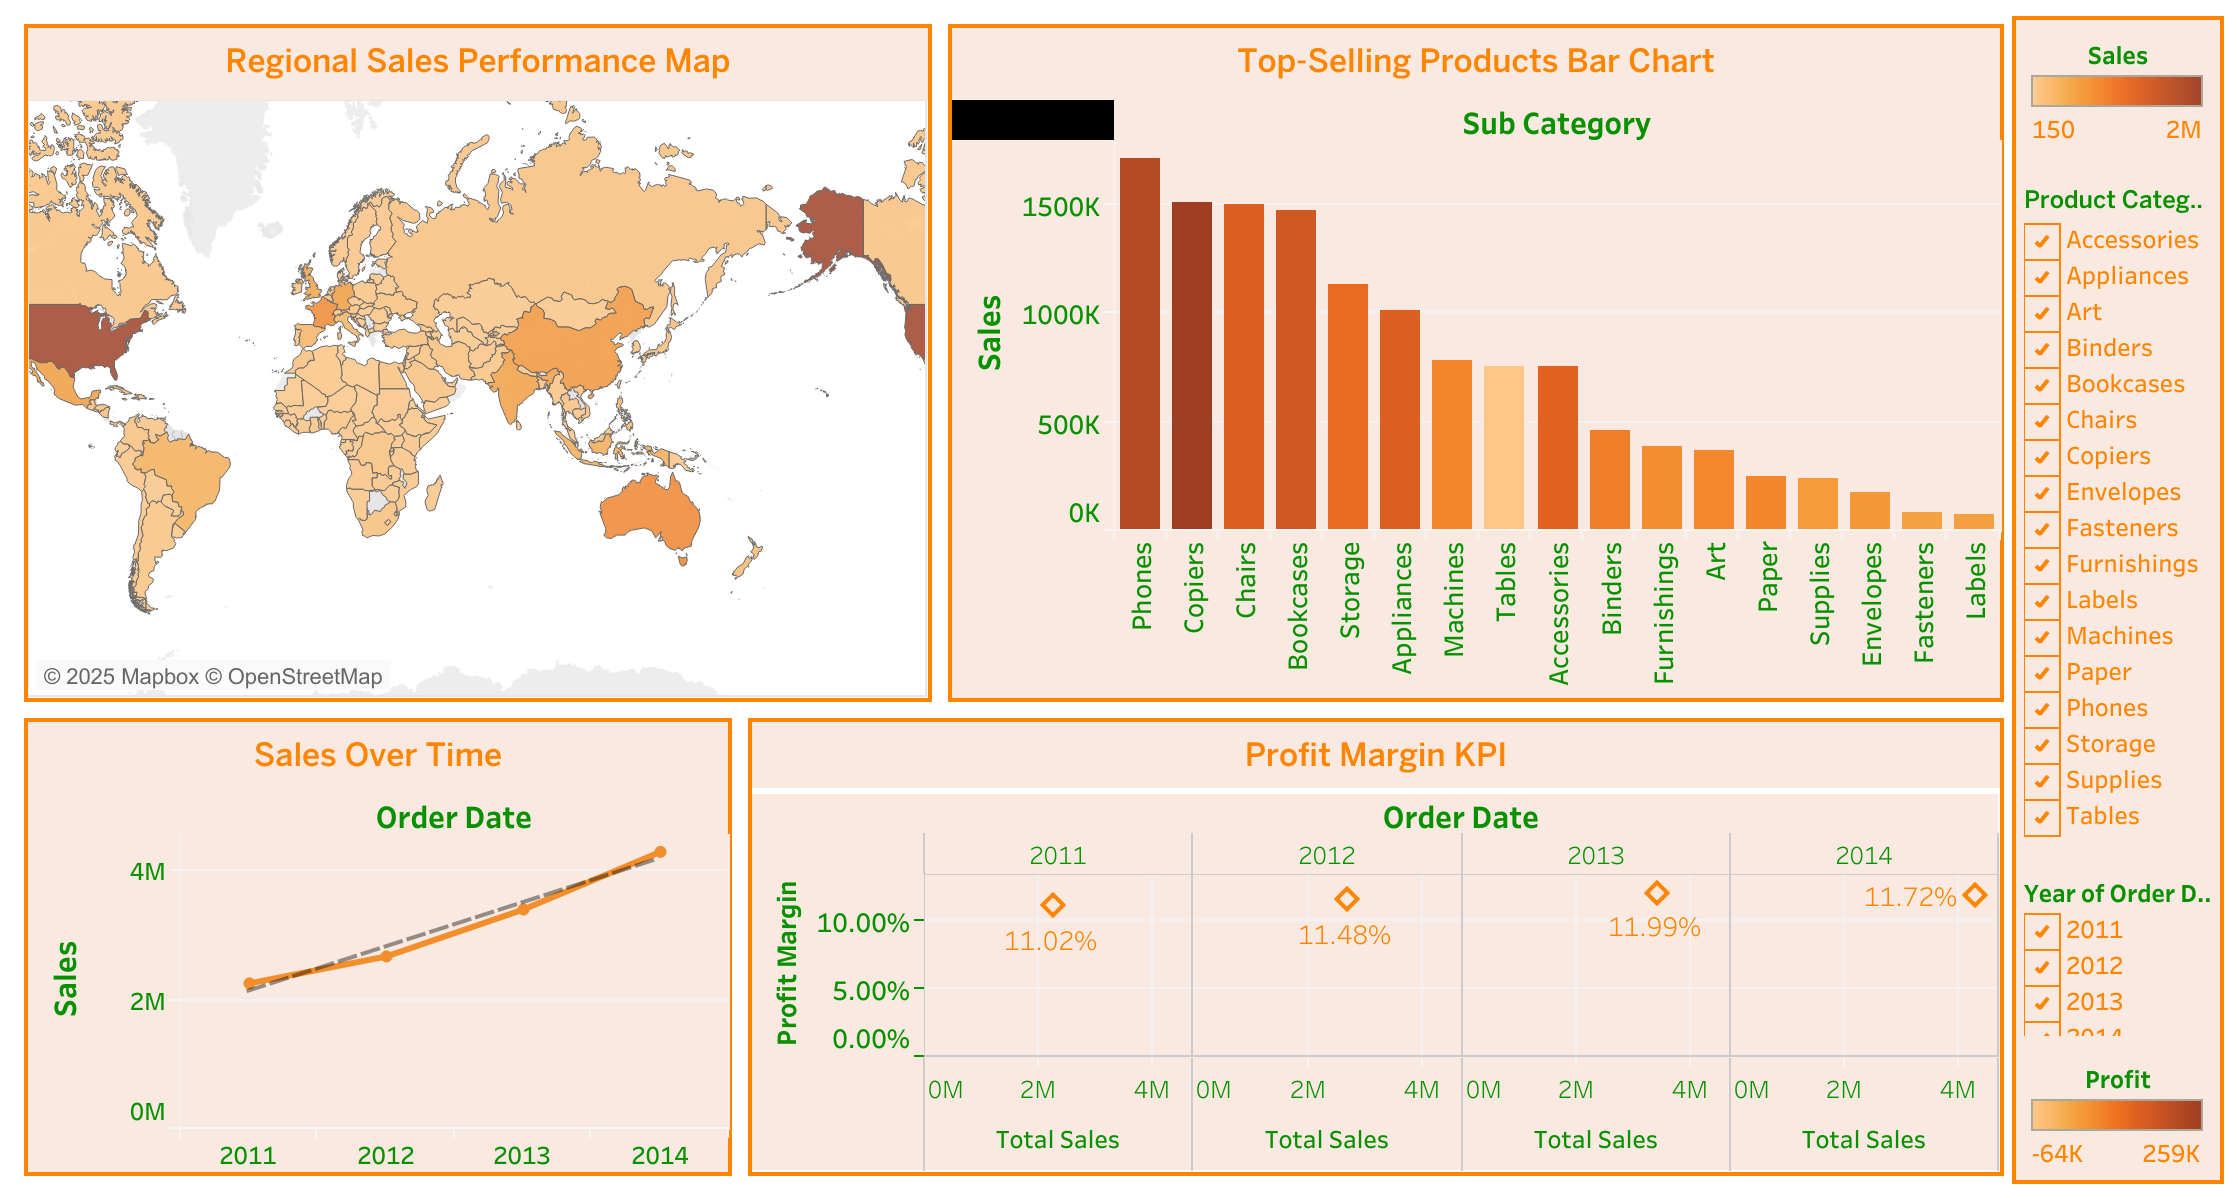 Regional Sales Performance Map
© 2025 Mapbox © OpenStreetMap
Top-Selling Products Bar Chart
Sub Category
Sales
1500K
1000K
500K
0K
Phones
Copiers
Chairs
Bookcases
Storage
Appliances
Machines
Tables
Accessories
Binders
Furnishings
Art
Paper
Supplies
Envelopes
Fasteners
Labels
Sales Over Time
Order Date
Sales
4M
2M
0M
2011 2012 2013 2014
Profit Margin KPI
Order Date
2011 2012 2013 2014
Profit Margin
10.00%
5.00%
0.00%
11.02% 11.48% 11.99% 11.72%
0M 2M 4M 0M 2M 4M 0M 2M 4M 0M 2M 4M
Total Sales Total Sales Total Sales Total Sales
Sales
150 2M
Product Categ..
Accessories
Appliances
Art
Binders
Bookcases
Chairs
Copiers
Envelopes
Fasteners
Furnishings
Labels
Machines
Paper
Phones
Storage
Supplies
Tables
Year of Order D..
2011
2012
2013
2014
Profit
-64K 259K